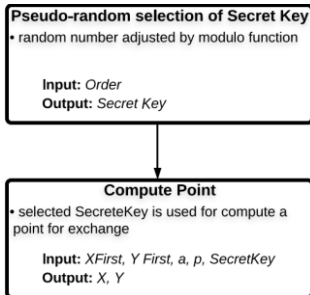 Pseudo-random selection of Secret Key
• random number adjusted by modulo function
Input: Order
Output: Secret Key
Compute Point
• selected SecreteKey is used for compute a
point for exchange
Input: XFirst, Y First, a, p, SecretKey
Output: X, Y